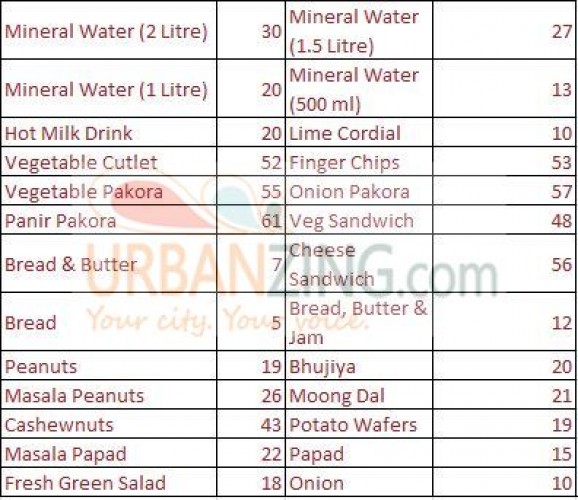 Mineral Water (2 Litre) 30 Mineral Water (1.5 Litre) 27
Mineral Water (1 Litre) 20 Mineral Water (500 ml) 13
Hot Milk Drink 20 Lime Cordial 10
Vegetable Cutlet 52 Finger Chips 53
Vegetable Pakora 55 Onion Pakora 57
Panir Pakora 61 Veg Sandwich 48
Bread & Butter 7 Cheese Sandwich 56
Bread 5 Bread, Butter & Jam 12
Peanuts 19 Bhujiya 20
Masala Peanuts 26 Moong Dal 21
Cashewnuts 43 Potato Wafers 19
Masala Papad 22 Papad 15
Fresh Green Salad 18 Onion 10
URBANZING.com
Your city. Your voice.